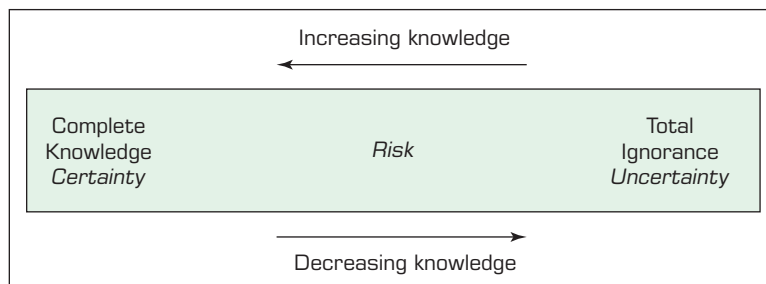 Increasing knowledge
Complete
Knowledge
Certainty
Risk
Total
Ignorance
Uncertainty
Decreasing knowledge